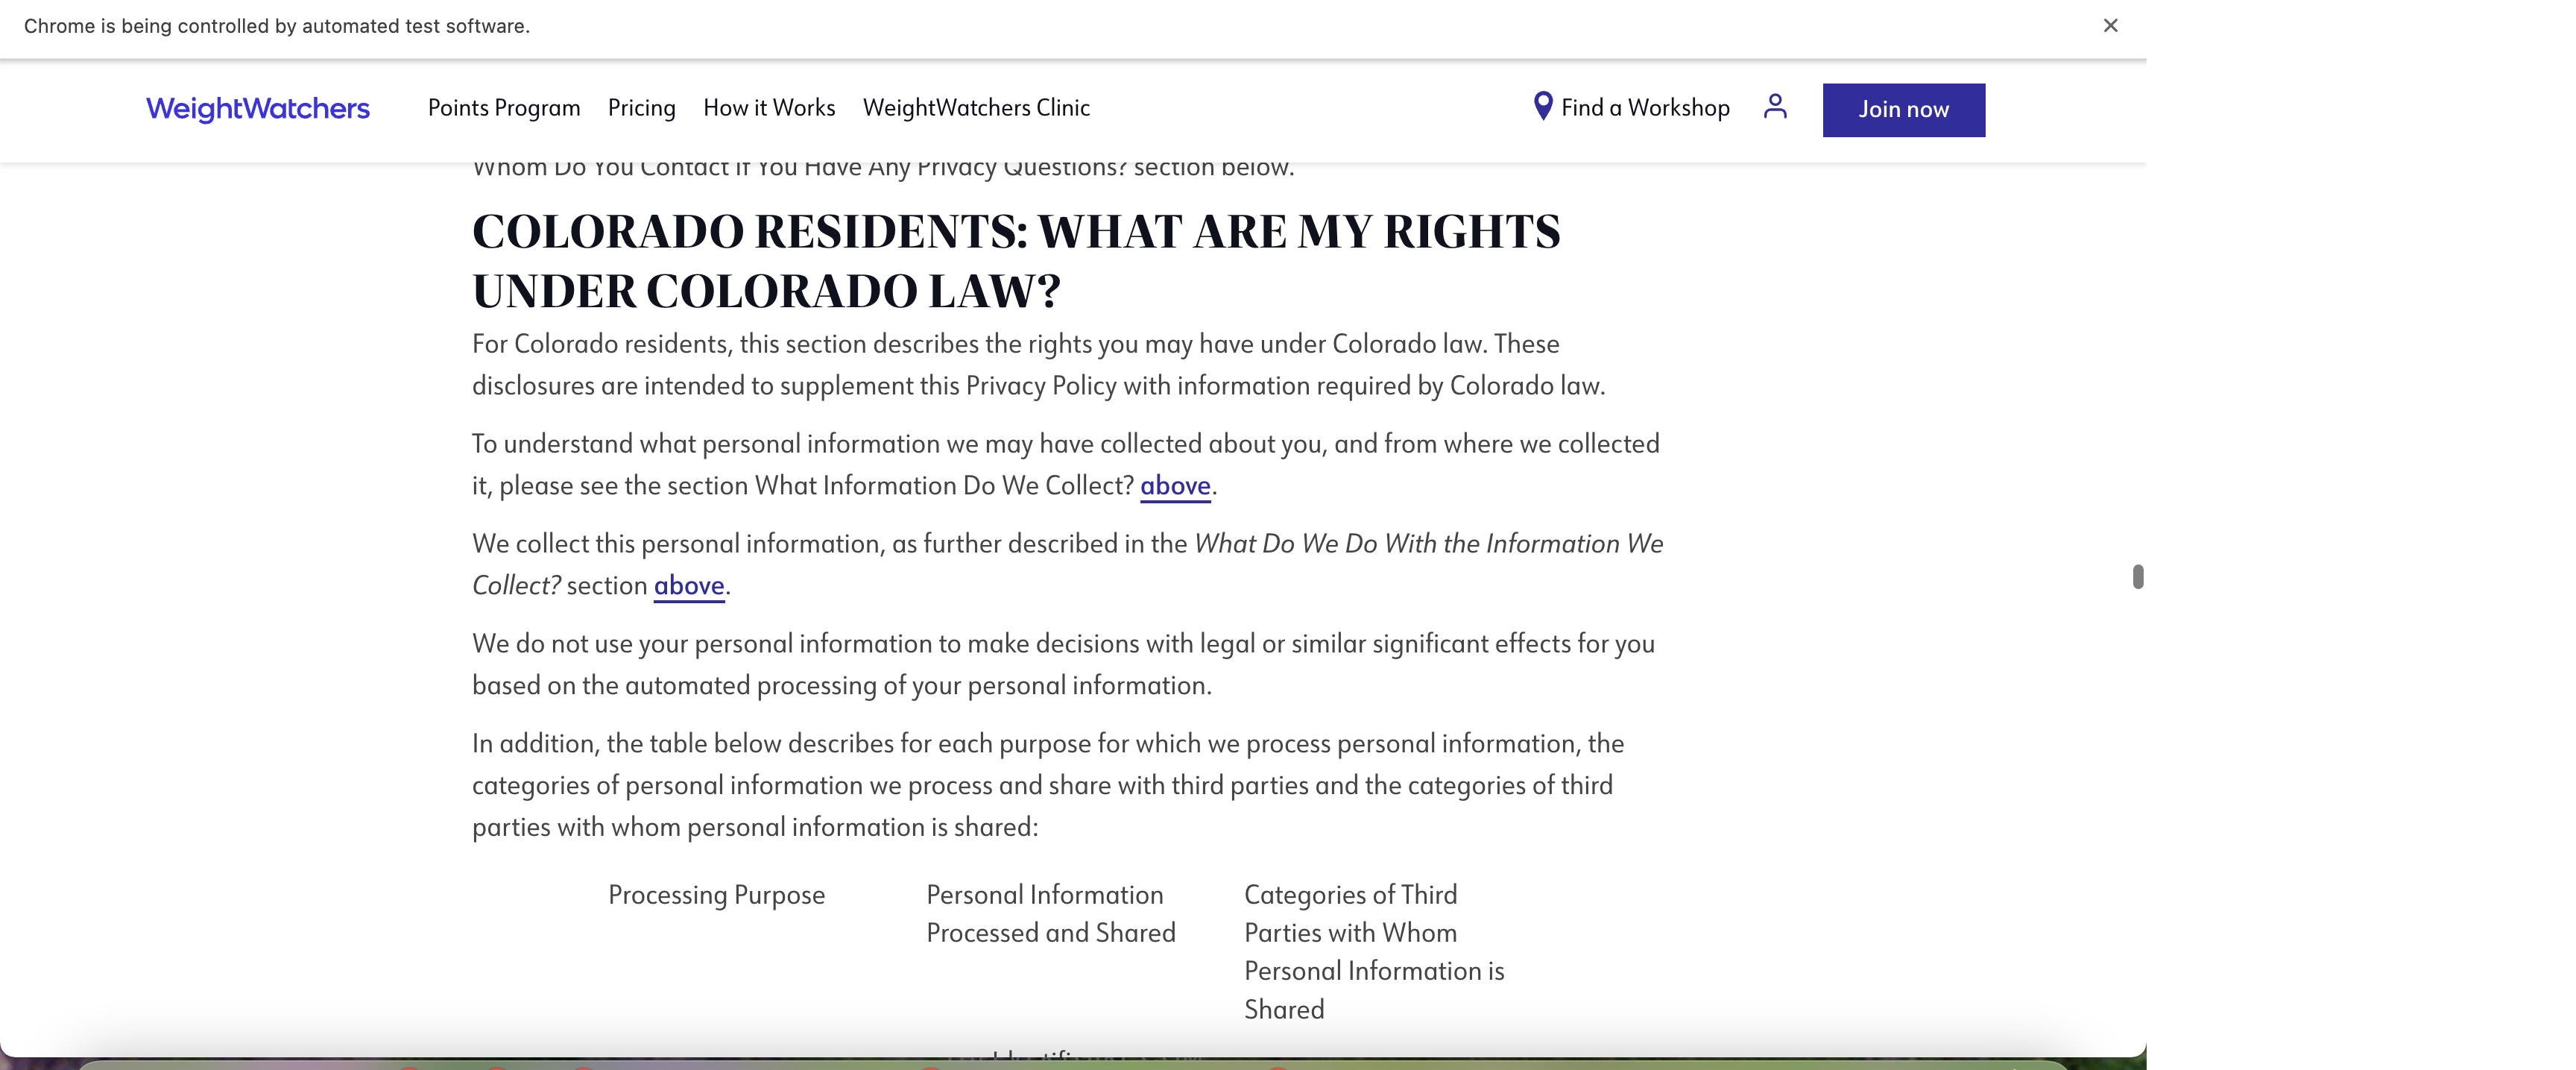 Chrome is being controlled by automated test software.
WeightWatchers Points Program Pricing How it Works WeightWatchers Clinic Find a Workshop Join now
Whom Do You Contact If You Have Any Privacy Questions? section below.
COLORADO RESIDENTS: WHAT ARE MY RIGHTS
UNDER COLORADO LAW?
For Colorado residents, this section describes the rights you may have under Colorado law. These
disclosures are intended to supplement this Privacy Policy with information required by Colorado law.
To understand what personal information we may have collected about you, and from where we collected
it, please see the section What Information Do We Collect? above.
We collect this personal information, as further described in the What Do We Do With the Information We
Collect? section above.
We do not use your personal information to make decisions with legal or similar significant effects for you
based on the automated processing of your personal information.
In addition, the table below describes for each purpose for which we process personal information, the
categories of personal information we process and share with third parties and the categories of third
parties with whom personal information is shared:
Processing Purpose
Personal Information
Processed and Shared
Categories of Third
Parties with Whom
Personal Information is
Shared